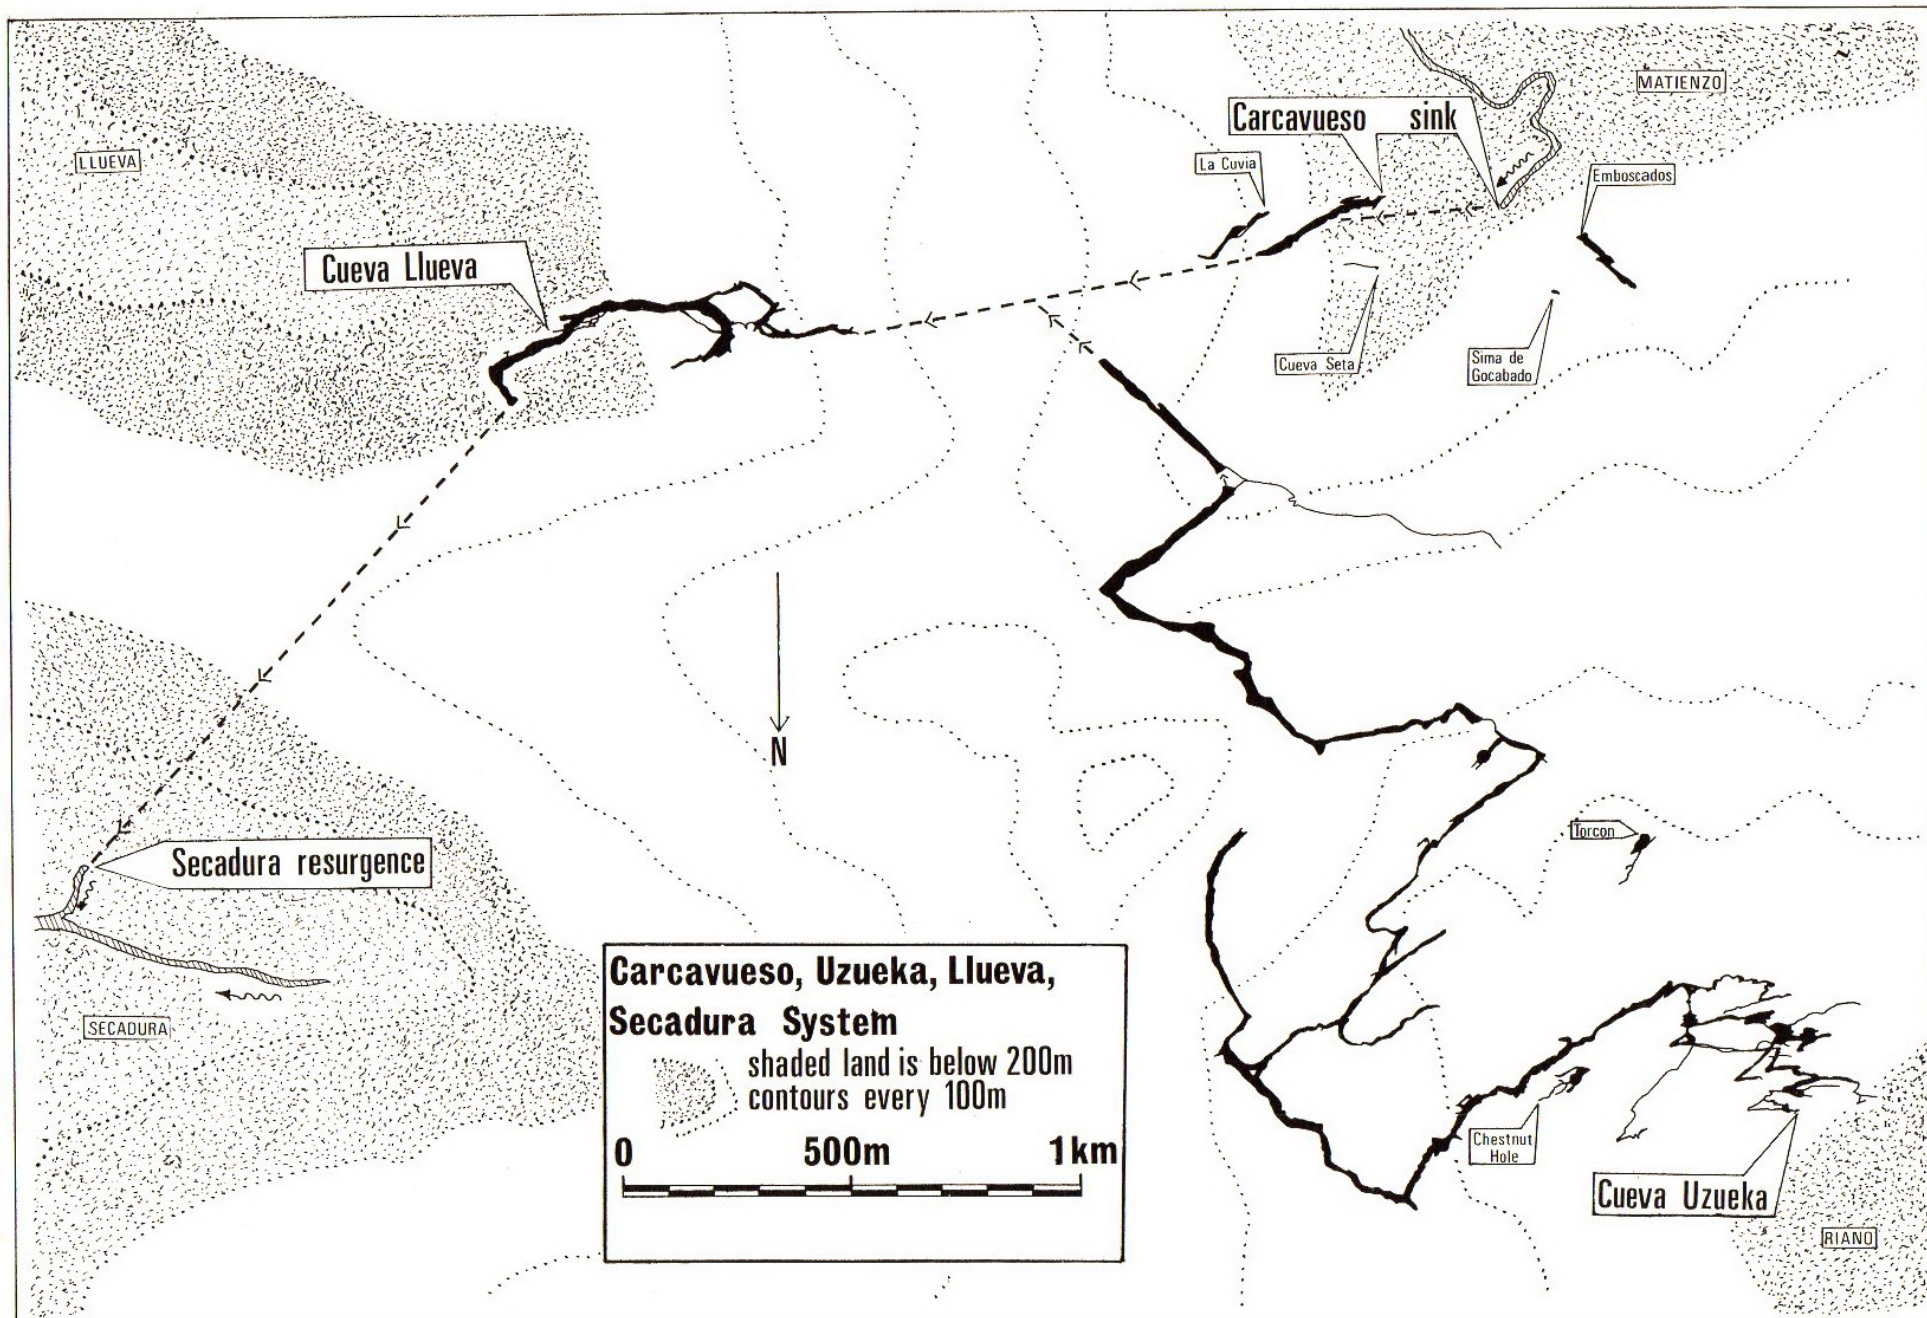 MATIENZO
Carcavueso sink
LLUEVA
La Cuvia
Emboscados
Cueva Llueva
Cueva Seta
Sima de
Gocabado
N
Torcon
Secadura resurgence
SECADURA
Carcavueso, Uzueka, Llueva,
Secadura System
shaded land is below 200m
contours every 100m
0 500m 1km
Chestnut
Hole
Cueva Uzueka
RIANO